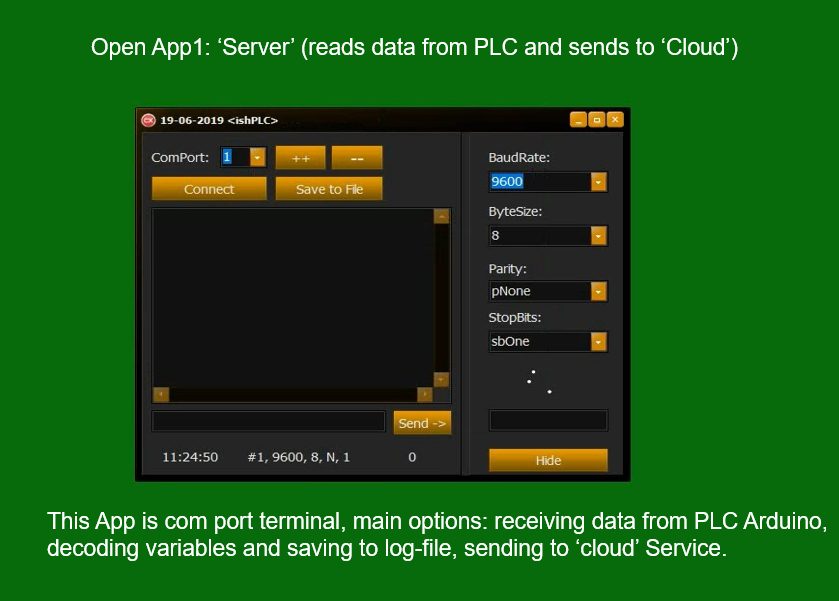 Open App1: ‘Server’ (reads data from PLC and sends to ‘Cloud’)
19-06-2019 <ishPLC>
ComPort: 1 ++ --
Connect Save to File
BaudRate:
9600
ByteSize:
8
Parity:
pNone
StopBits:
sbOne
Send ->
11:24:50 #1, 9600, 8, N, 1 0
Hide
This App is com port terminal, main options: receiving data from PLC Arduino,
decoding variables and saving to log-file, sending to ‘cloud’ Service.